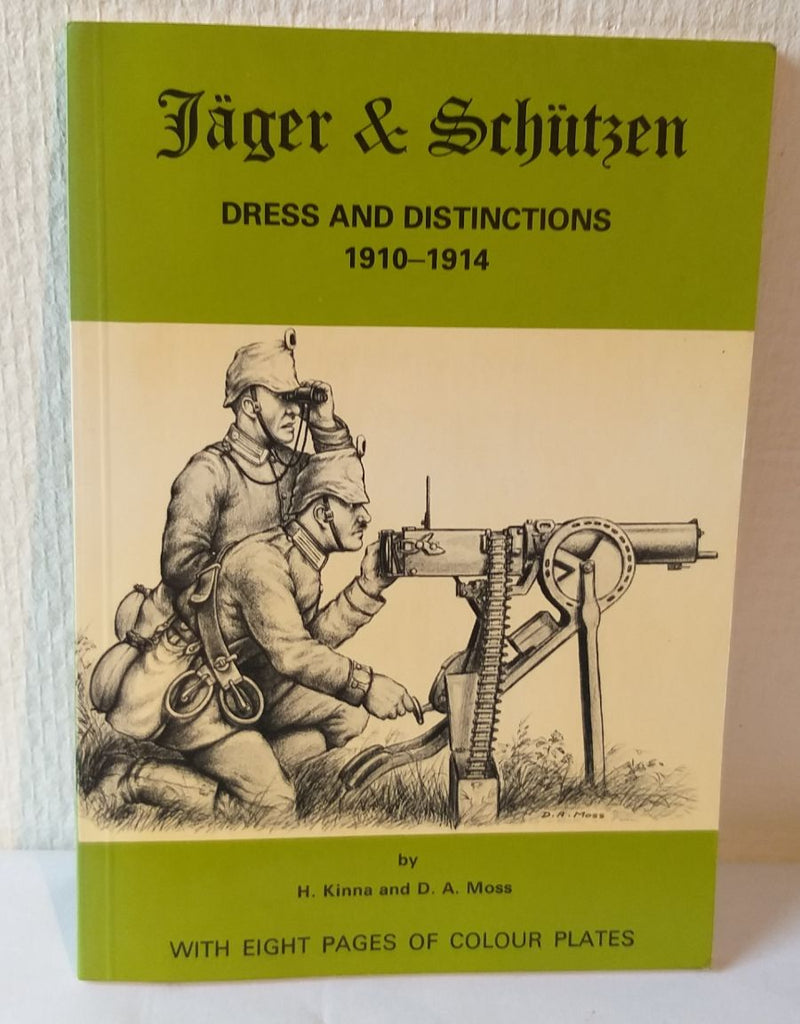 Jäger & Schützen
DRESS AND DISTINCTIONS
1910–1914
D. A. Moss
by
H. Kinna and D. A. Moss
WITH EIGHT PAGES OF COLOUR PLATES